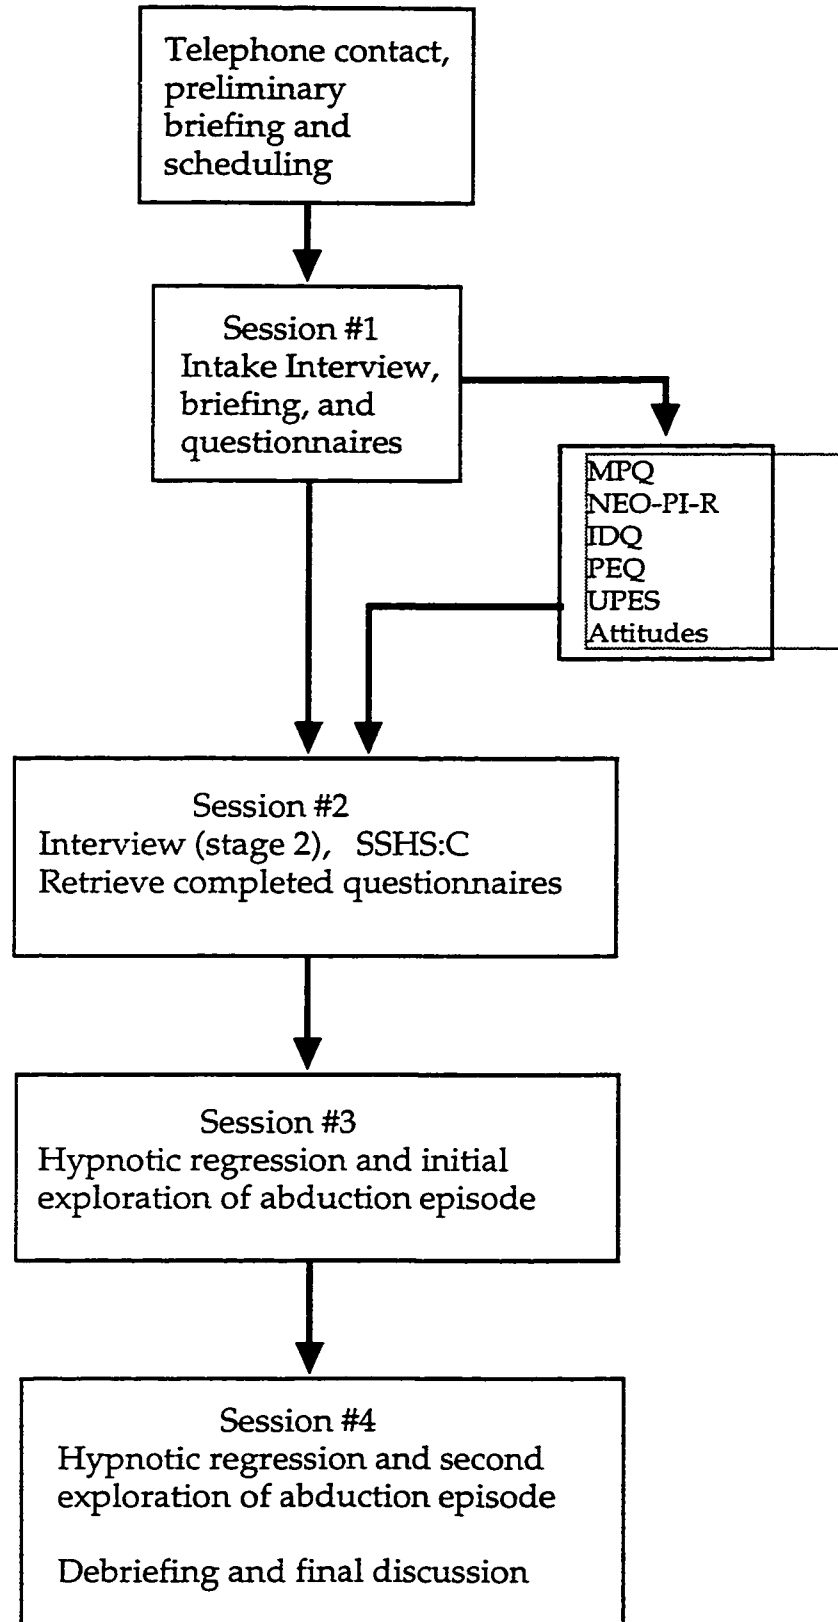 Telephone contact,
preliminary
briefing and
scheduling
Session #1
Intake Interview,
briefing, and
questionnaires
MPQ
NEO-PI-R
IDQ
PEQ
UPES
Attitudes
Session #2
Interview (stage 2), SSHS:C
Retrieve completed questionnaires
Session #3
Hypnotic regression and initial
exploration of abduction episode
Session #4
Hypnotic regression and second
exploration of abduction episode
Debriefing and final discussion